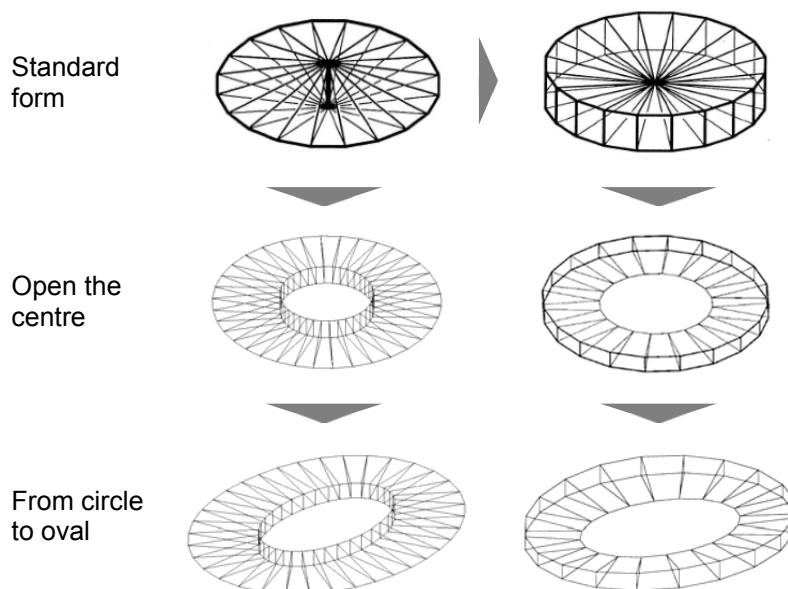 Standard
form
Open the
centre
From circle
to oval